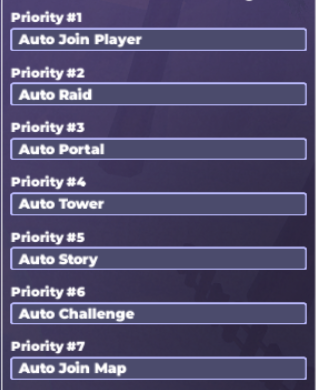 Priority #1
Auto Join Player
Priority #2
Auto Raid
Priority #3
Auto Portal
Priority #4
Auto Tower
Priority #5
Auto Story
Priority #6
Auto Challenge
Priority #7
Auto Join Map